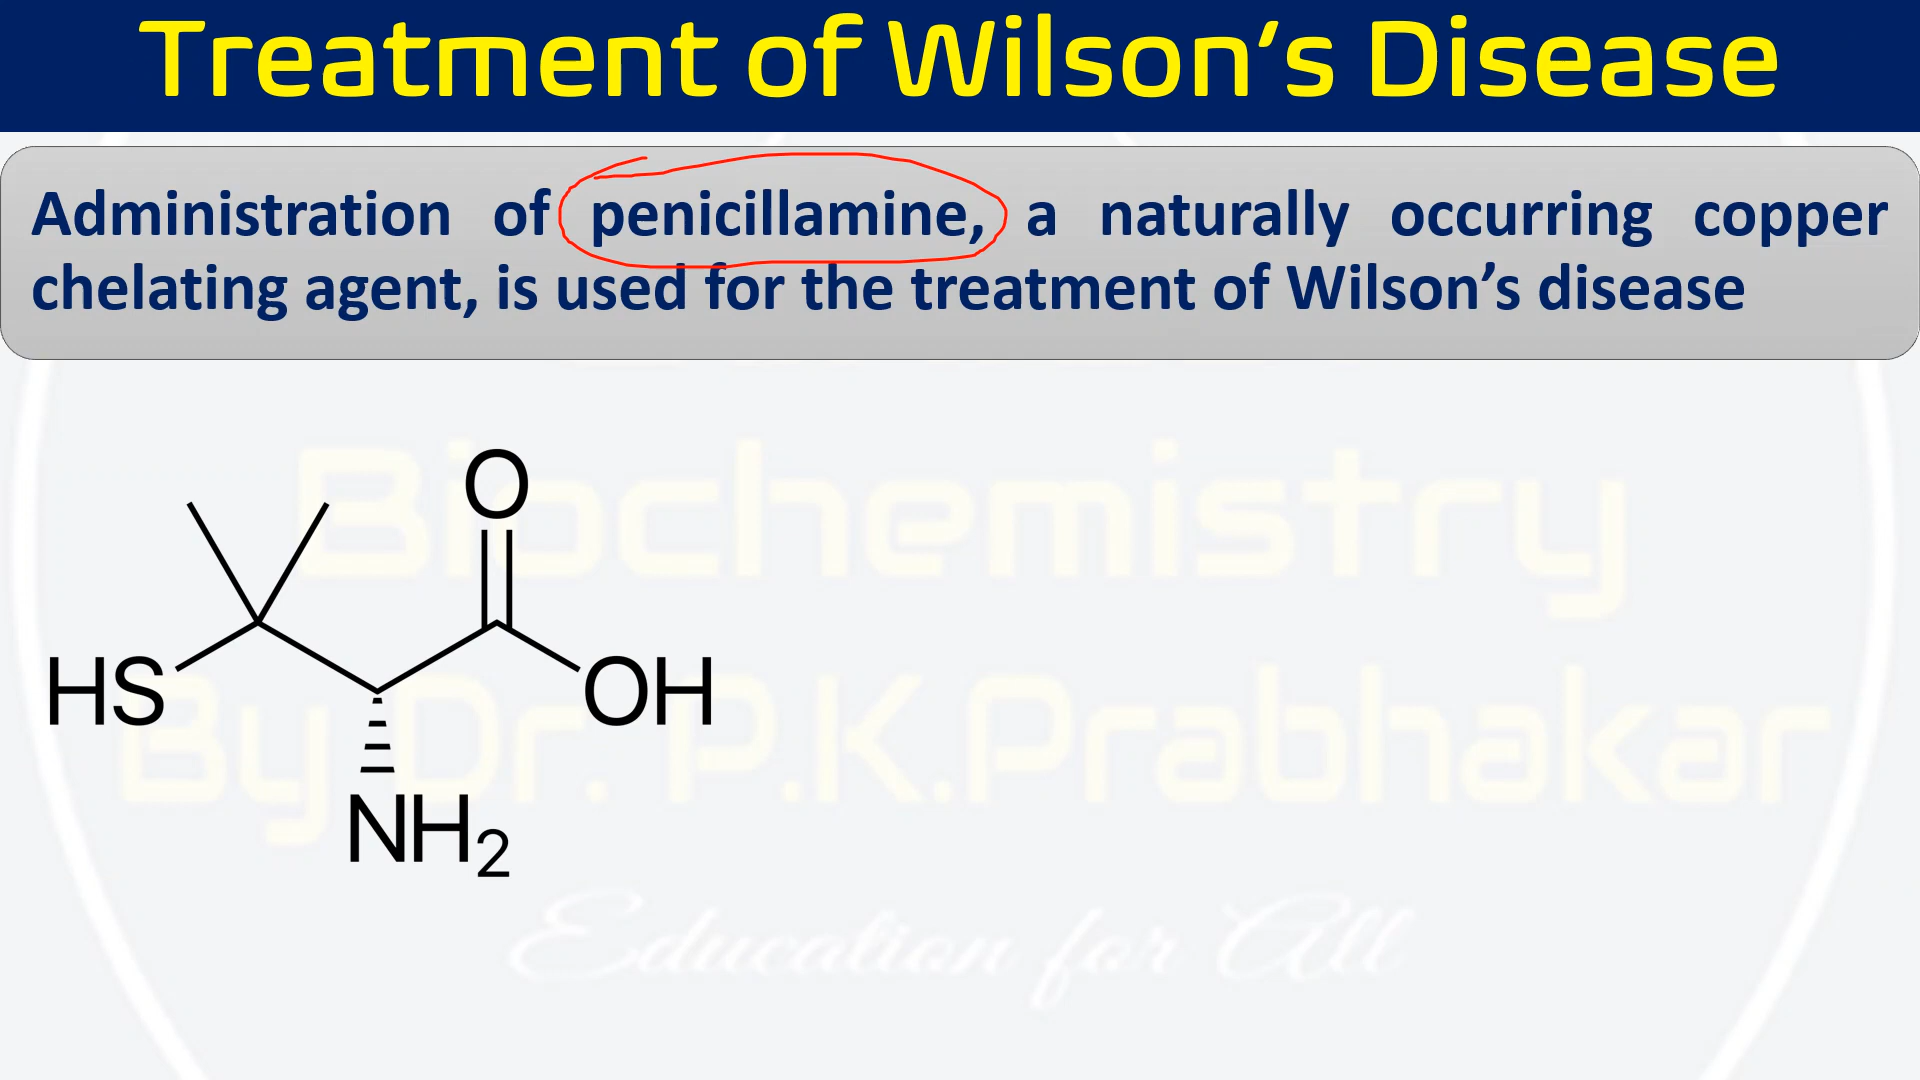 Treatment of Wilson’s Disease
Administration of penicillamine, a naturally occurring copper
chelating agent, is used for the treatment of Wilson’s disease
O
HS
OH
NH2
Biochemistry
By Dr. P.K.Prabhakar
Education for All